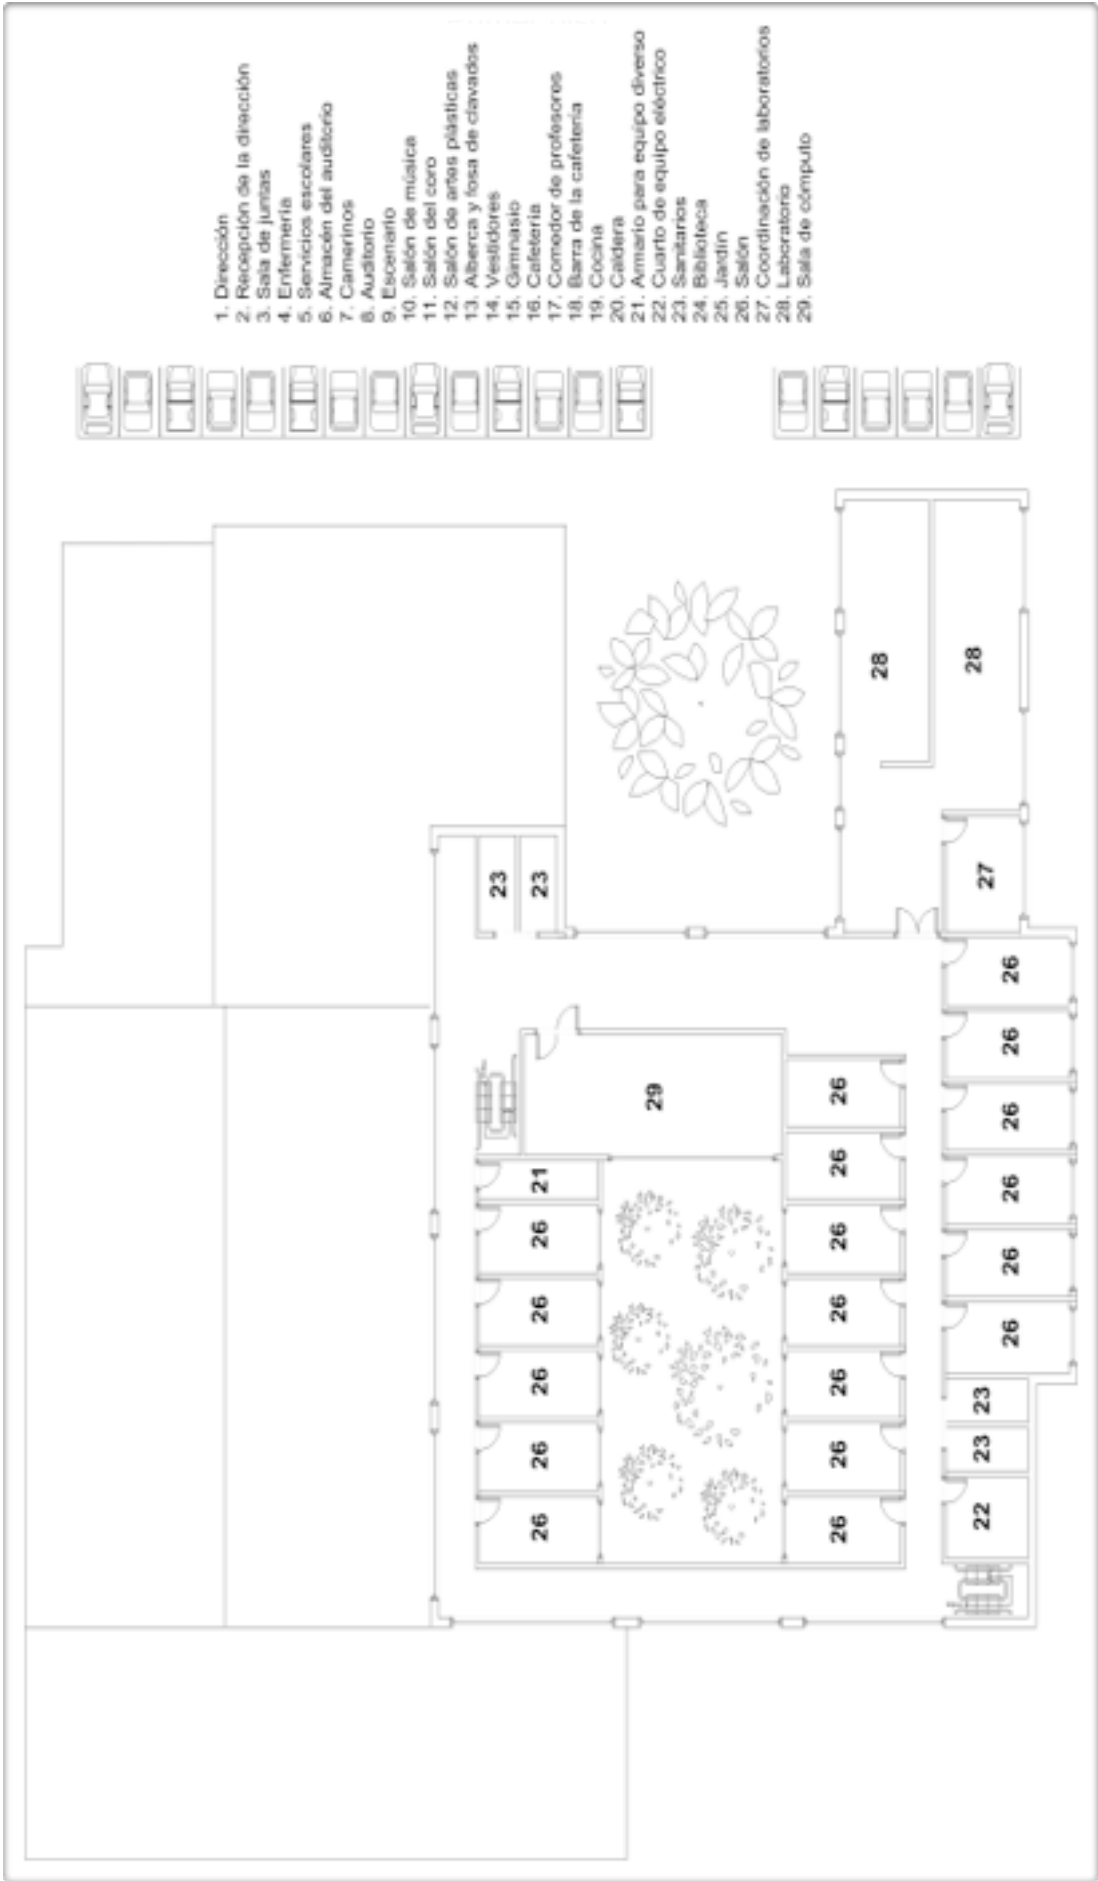 1. Dirección
2. Recepción de la dirección
3. Sala de juntas
4. Enfermería
5. Servicios escolares
6. Almacén del auditorio
7. Camerinos
8. Auditorio
9. Escenario
10. Salón de música
11. Salón del coro
12. Salón de artes plásticas
13. Alberca y fosa de clavados
14. Vestidores
15. Gimnasio
16. Cafetería
17. Comedor de profesores
18. Barra de la cafetería
19. Cocina
20. Caldera
21. Armario para equipo diverso
22. Cuarto de equipo eléctrico
23. Sanitarios
24. Biblioteca
25. Jardín
26. Salón
27. Coordinación de laboratorios
28. Laboratorio
29. Sala de cómputo
23
23
26
26
26
26
26
21
29
26
26
26
26
26
26
26
28
28
22
23
23
26
26
26
26
26
26
27